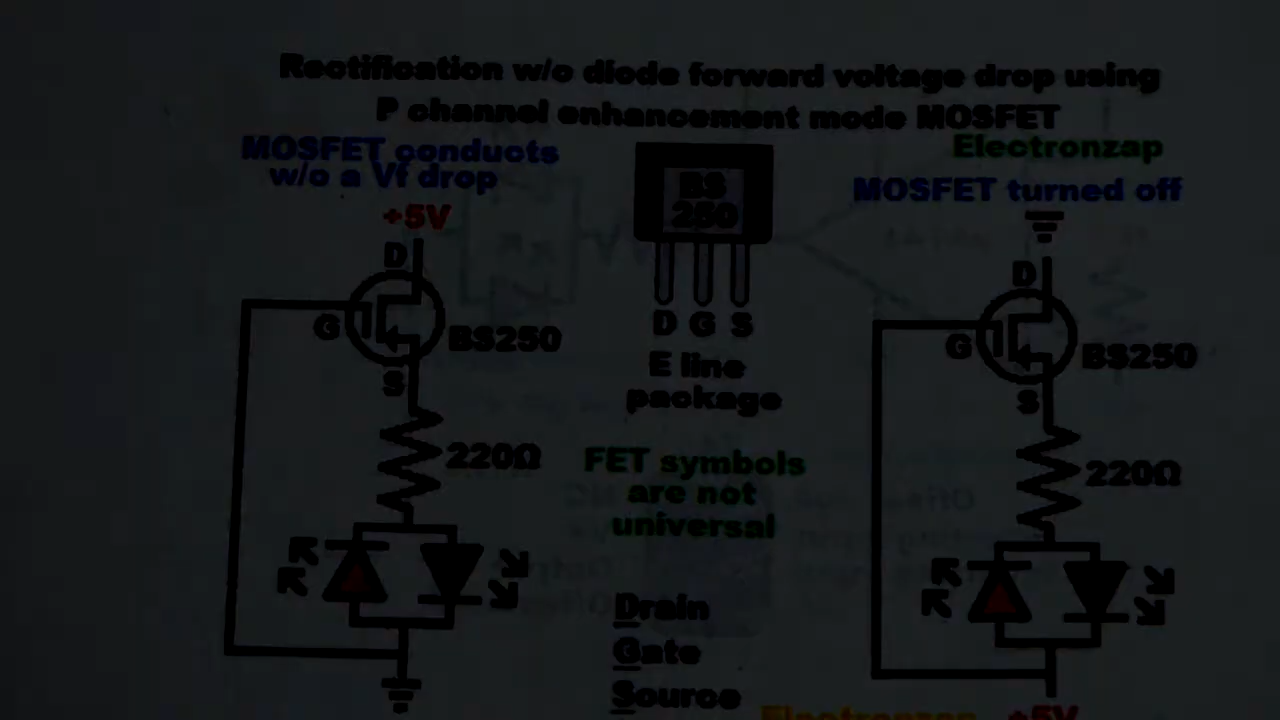 Rectification w/o diode forward voltage drop using
P channel enhancement mode MOSFET
MOSFET conducts
w/o a Vf drop
+5V
D
G
S
BS250
220Ω
BS
250
D G S
E line
package
FET symbols
are not
universal
Drain
Gate
Source
Electronzap
MOSFET turned off
D
G
S
BS250
220Ω
Electronzap
+5V